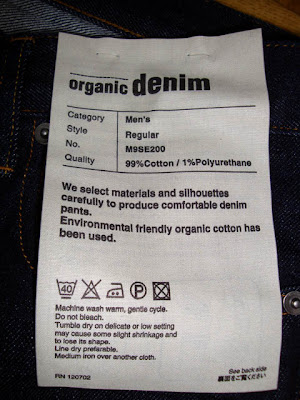 organic denim
Category Men's
Style Regular
No. M9SE200
Quality 99%Cotton / 1%Polyurethane
We select materials and silhouettes
carefully to produce comfortable denim
pants.
Environmental friendly organic cotton has
been used.
40 P
Machine wash warm, gentle cycle.
Do not bleach.
Tumble dry on delicate or low setting
may cause some slight shrinkage and
to lose its shape.
Line dry prefarable.
Medium iron over another cloth.
See back side
RN 120702 裏面をご覧ください